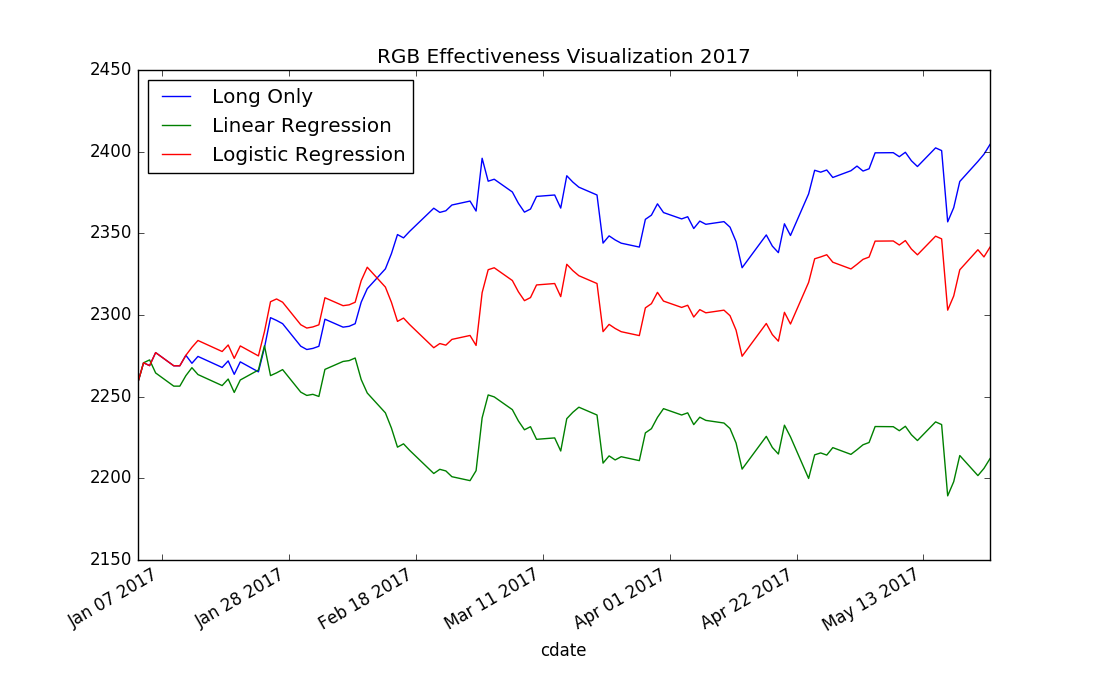 RGB Effectiveness Visualization 2017
2450
2400
2350
2300
2250
2200
2150
Long Only
Linear Regression
Logistic Regression
Jan 07 2017
Jan 28 2017
Feb 18 2017
Mar 11 2017
Apr 01 2017
Apr 22 2017
May 13 2017
cdate